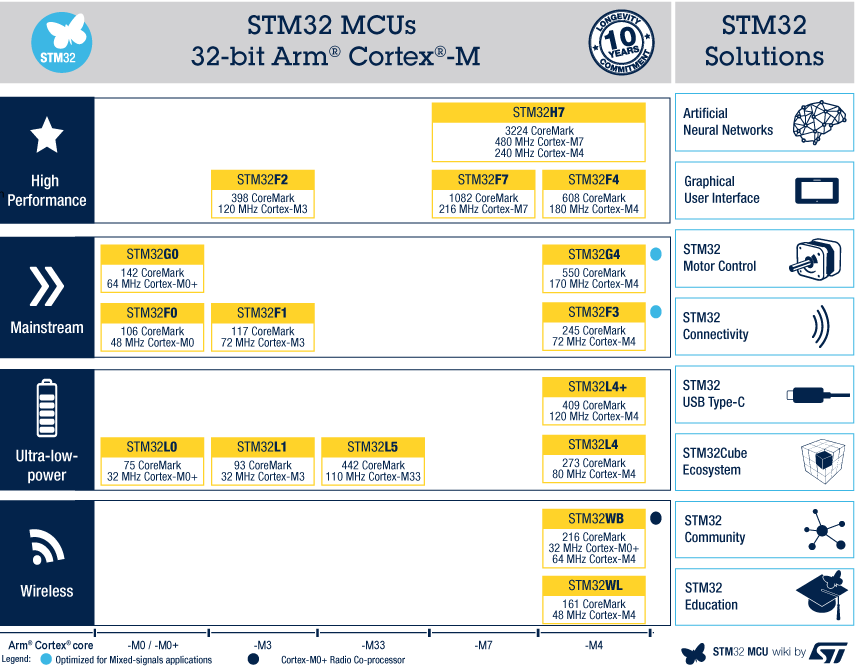 STM32
STM32 MCUs
32-bit Arm® Cortex®-M
LONGEVITY
10
YEARS
COMMITMENT
STM32
Solutions
High
Performance
STM32H7
3224 CoreMark
480 MHz Cortex-M7
240 MHz Cortex-M4
STM32F2
398 CoreMark
120 MHz Cortex-M3
STM32F7
1082 CoreMark
216 MHz Cortex-M7
STM32F4
608 CoreMark
180 MHz Cortex-M4
Mainstream
STM32G0
142 CoreMark
64 MHz Cortex-M0+
STM32G4
550 CoreMark
170 MHz Cortex-M4
STM32F0
106 CoreMark
48 MHz Cortex-M0
STM32F1
117 CoreMark
72 MHz Cortex-M3
STM32F3
245 CoreMark
72 MHz Cortex-M4
Ultra-low-
power
STM32L4+
409 CoreMark
120 MHz Cortex-M4
STM32L0
75 CoreMark
32 MHz Cortex-M0+
STM32L1
93 CoreMark
32 MHz Cortex-M3
STM32L5
442 CoreMark
110 MHz Cortex-M33
STM32L4
273 CoreMark
80 MHz Cortex-M4
Wireless
STM32WB
216 CoreMark
32 MHz Cortex-M0+
64 MHz Cortex-M4
STM32WL
161 CoreMark
48 MHz Cortex-M4
Arm® Cortex® core
-M0 / -M0+
-M3
-M33
-M7
-M4
Legend:
Optimized for Mixed-signals applications
Cortex-M0+ Radio Co-processor
Artificial
Neural Networks
Graphical
User Interface
STM32
Motor Control
STM32
Connectivity
STM32
USB Type-C
STM32Cube
Ecosystem
STM32
Community
STM32
Education
STM32 MCU wiki by ST